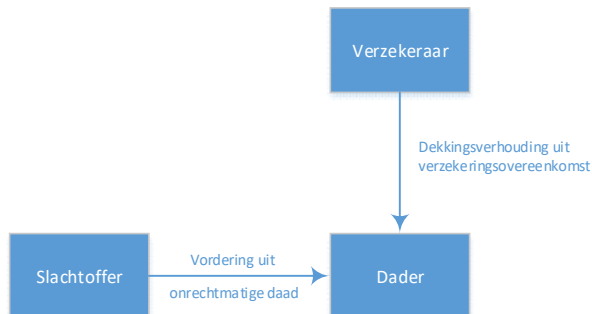 Verzekeraar
Dekkingsverhouding uit
verzekeringsovereenkomst
Slachtoffer
Vordering uit
onrechtmatige daad
Dader